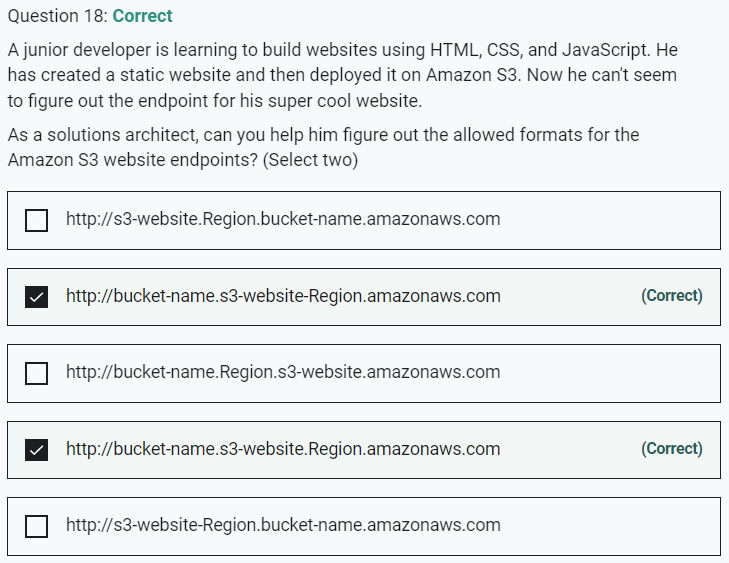 Question 18: Correct
A junior developer is learning to build websites using HTML, CSS, and JavaScript. He
has created a static website and then deployed it on Amazon S3. Now he can't seem
to figure out the endpoint for his super cool website.
As a solutions architect, can you help him figure out the allowed formats for the
Amazon S3 website endpoints? (Select two)
http://s3-website.Region.bucket-name.amazonaws.com
http://bucket-name.s3-website-Region.amazonaws.com (Correct)
http://bucket-name.Region.s3-website.amazonaws.com
http://bucket-name.s3-website.Region.amazonaws.com (Correct)
http://s3-website-Region.bucket-name.amazonaws.com